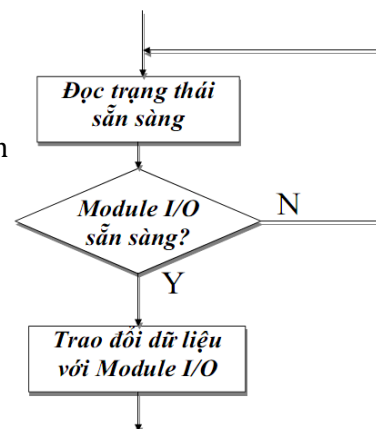 Đọc trạng thái
sẵn sàng
n
Module I/O
sẵn sàng?
N
Y
Trao đổi dữ liệu
với Module I/O